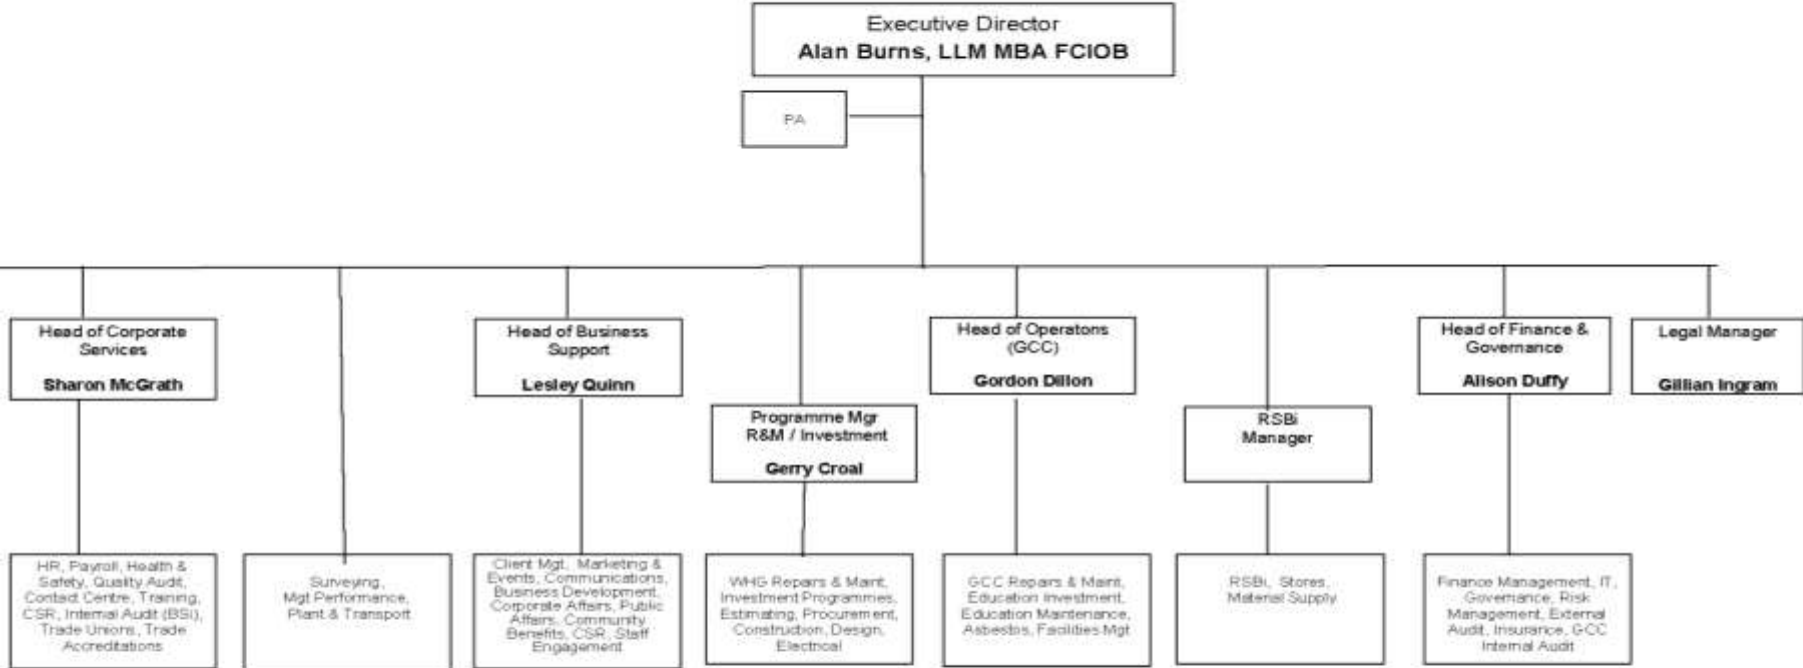 Executive Director
Alan Burns, LLM MBA FCIOB
PA
Head of Corporate
Services
Sharon McGrath
Head of Business
Support
Lesley Quinn
Programme Mgr
R&M / Investment
Gerry Croal
Head of Operatons
(GCC)
Gordon Dillon
RSBi
Manager
Head of Finance &
Governance
Alison Duffy
Legal Manager
Gillian Ingram
HR, Payroll, Health &
Safety, Quality Audit,
Contact Centre, Training,
CSR, Internal Audit (BSi),
Trade Unions, Trade
Accreditations
Surveying,
Mgt Performance,
Plant & Transport
Client Mgt, Marketing &
Events, Communications,
Business Development,
Corporate Affairs, Public
Affairs, Community
Benefits, CSR, Staff
Engagement
WHG Repairs & Maint,
Investment Programmes,
Estimating, Procurement,
Construction, Design,
Electrical
GCC Repairs & Maint,
Education Investment,
Education Maintenance,
Asbestos, Facilities Mgt
RSBi, Stores,
Material Supply
Finance Management, IT,
Governance, Risk
Management, External
Audit, Insurance, GCC
Internal Audit